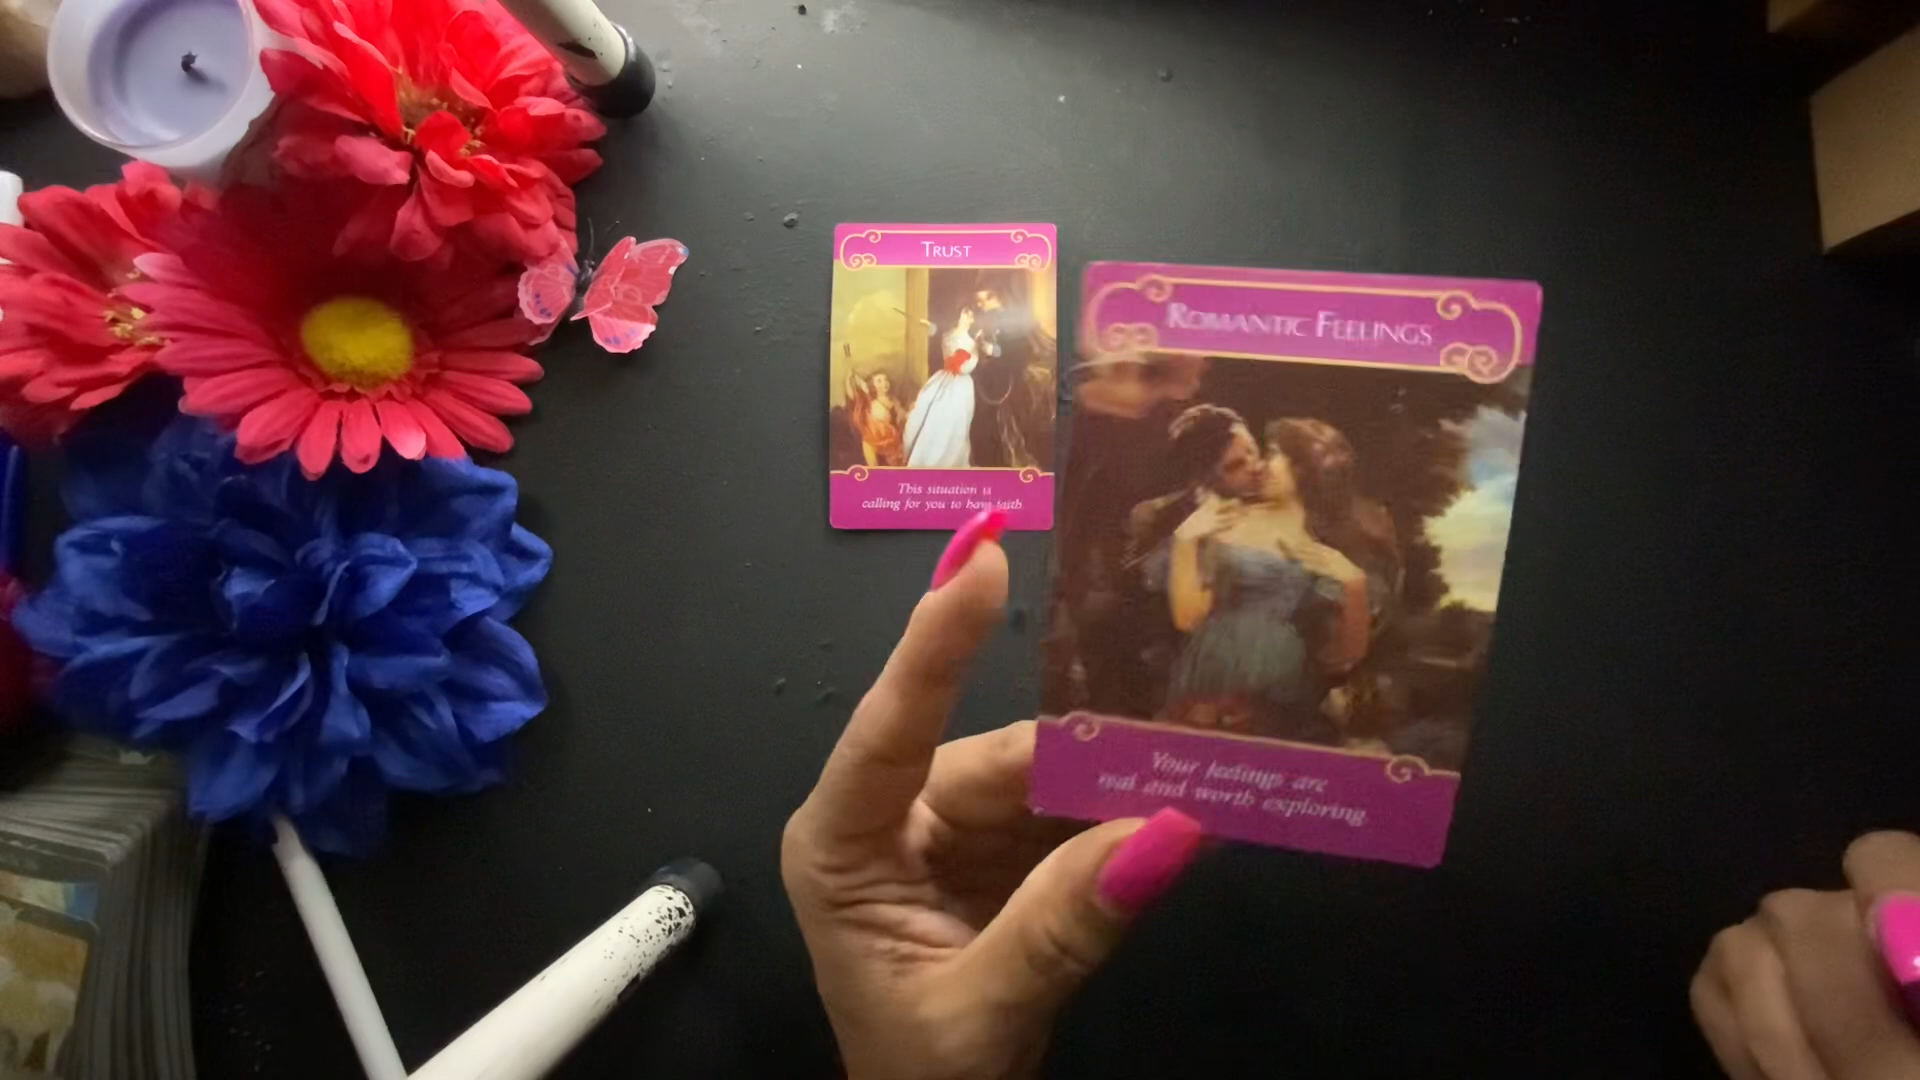 TRUST
This situation is
calling for you to have faith.
ROMANTIC FEELINGS
Your feelings are
real and worth exploring.